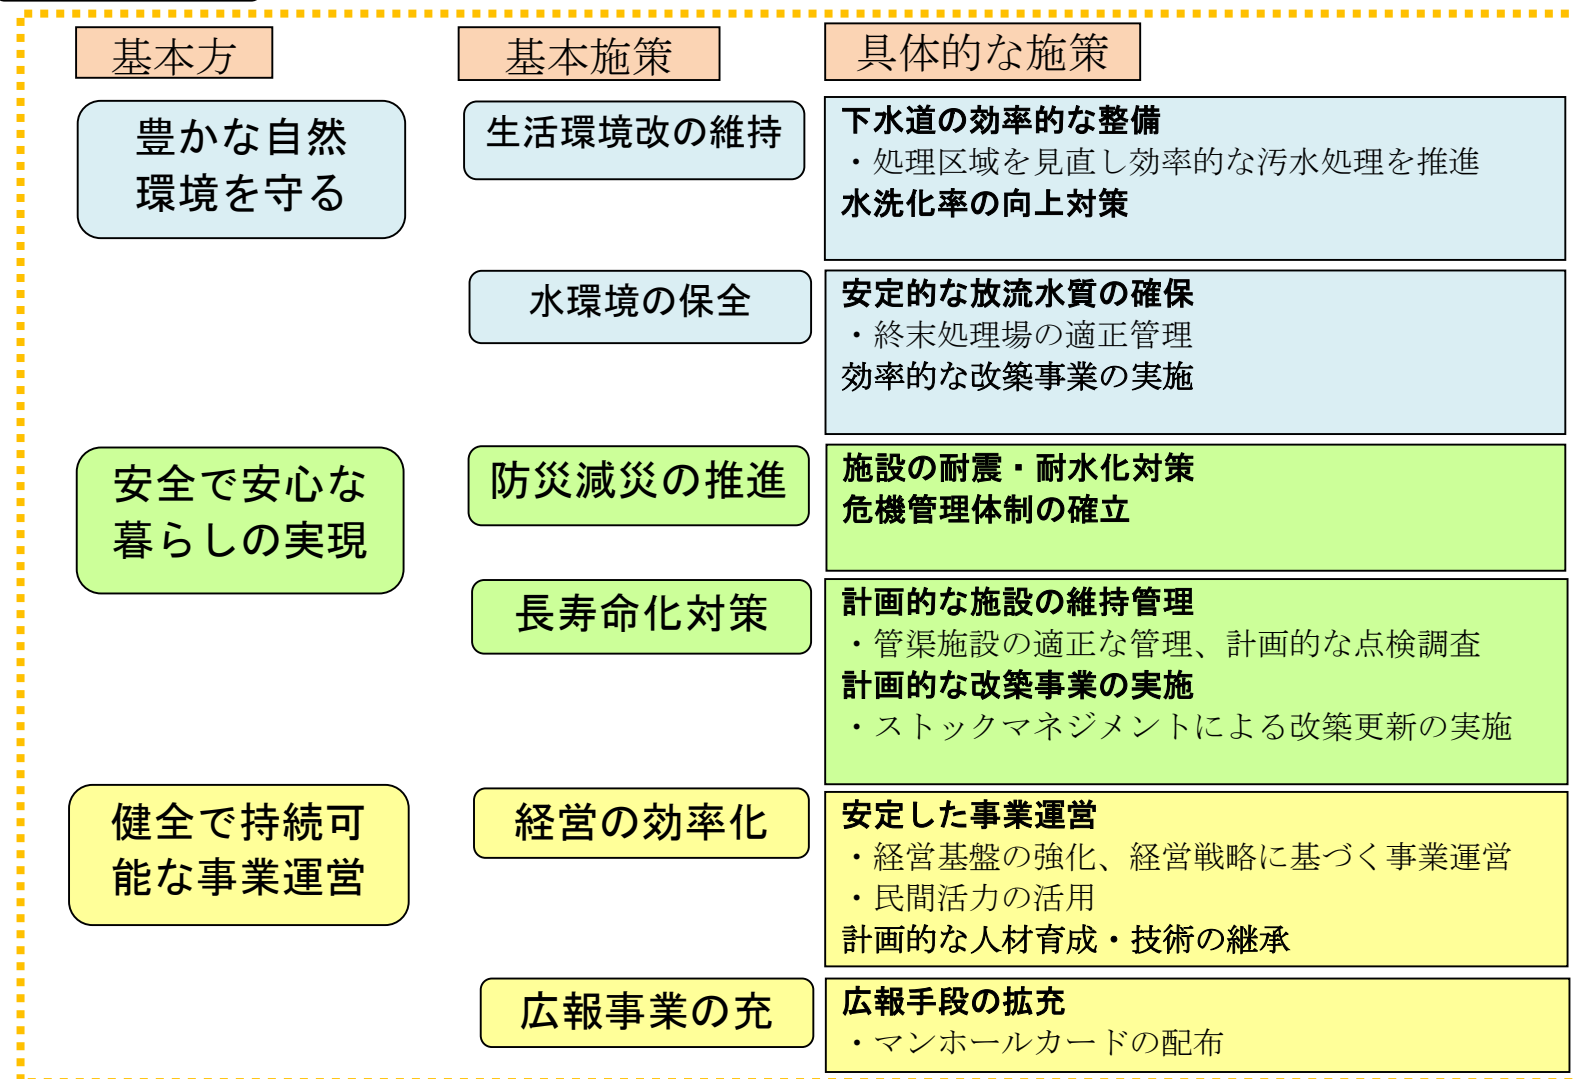 基本方
基本施策
具体的な施策
豊かな自然
環境を守る
生活環境改の維持
下水道の効率的な整備
・処理区域を見直し効率的な汚水処理を推進
水洗化率の向上対策
水環境の保全
安定的な放流水質の確保
・終末処理場の適正管理
効率的な改築事業の実施
安全で安心な
暮らしの実現
防災減災の推進
施設の耐震・耐水化対策
危機管理体制の確立
長寿命化対策
計画的な施設の維持管理
・管渠施設の適正な管理、計画的な点検調査
計画的な改築事業の実施
・ストックマネジメントによる改築更新の実施
健全で持続可
能な事業運営
経営の効率化
安定した事業運営
・経営基盤の強化、経営戦略に基づく事業運営
・民間活力の活用
計画的な人材育成・技術の継承
広報事業の充
広報手段の拡充
・マンホールカードの配布